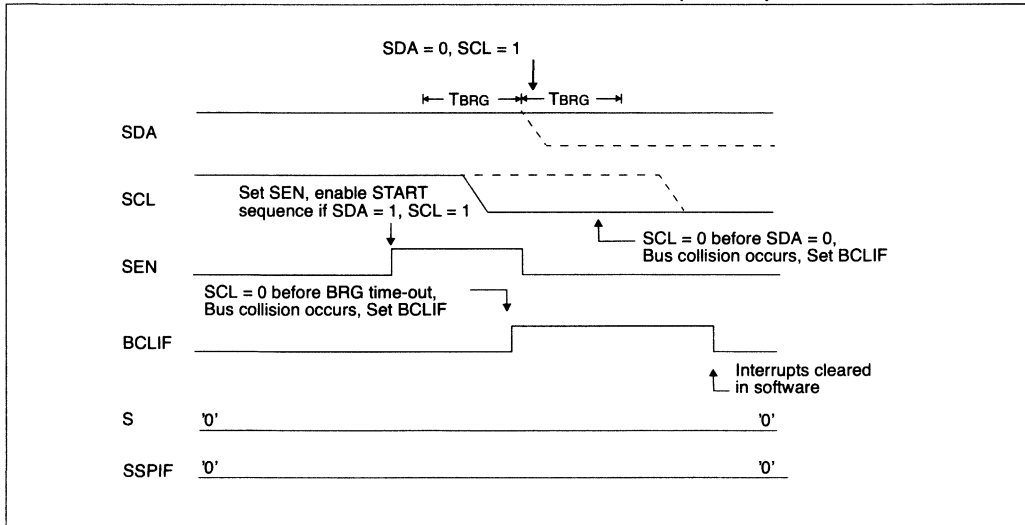 SDA = 0, SCL = 1
TBRG TBRG
SDA
SCL
Set SEN, enable START
sequence if SDA = 1, SCL = 1
SCL = 0 before SDA = 0,
Bus collision occurs, Set BCLIF
SEN
SCL = 0 before BRG time-out,
Bus collision occurs, Set BCLIF
BCLIF
Interrupts cleared
in software
S '0' '0'
SSPIF '0' '0'